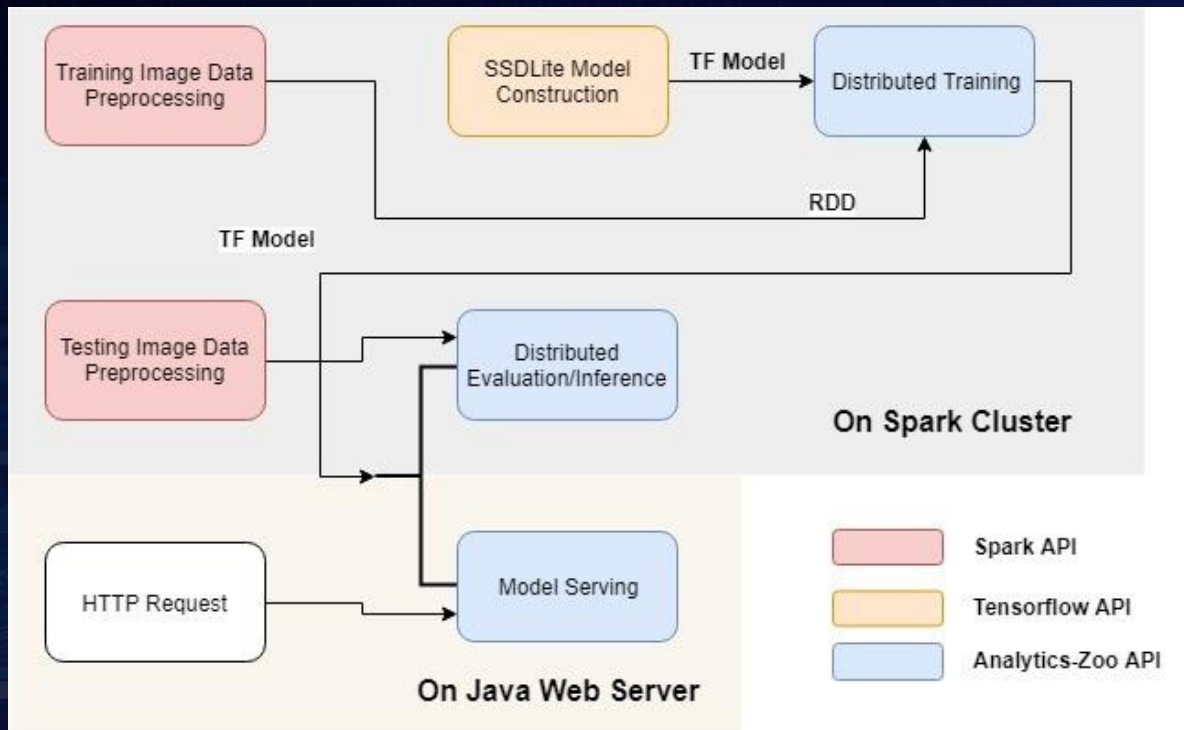 Training Image Data
Preprocessing
SSDLite Model
Construction
TF Model
Distributed Training
RDD
TF Model
Testing Image Data
Preprocessing
Distributed
Evaluation/Inference
On Spark Cluster
HTTP Request
Model Serving
On Java Web Server
Spark API
Tensorflow API
Analytics-Zoo API